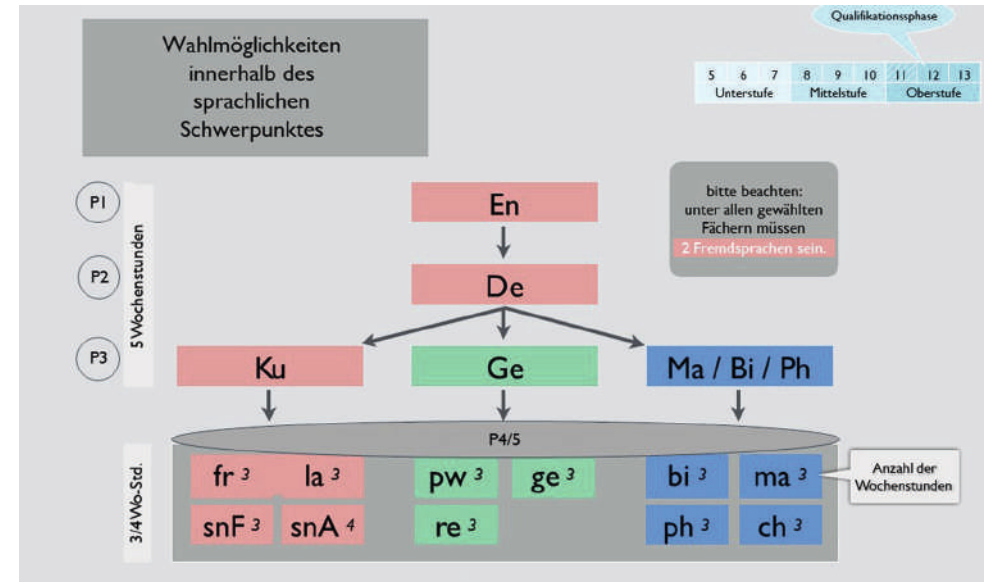 Wahlmöglichkeiten
innerhalb des
sprachlichen
Schwerpunktes
Qualifikationsphase
5 6 7 8 9 10 11 12 13
Unterstufe Mittelstufe Oberstufe
bitte beachten:
unter allen gewählten
Fächern müssen
2 Fremdsprachen sein.
5 Wochenstunden
P1
En
P2
De
P3
Ku Ge Ma / Bi / Ph
P4/5
3/4 Wo-Std.
fr 3 la 3 pw 3 ge 3 bi 3 ma 3
snF 3 snA 4 re 3 ph 3 ch 3
Anzahl der
Wochenstunden